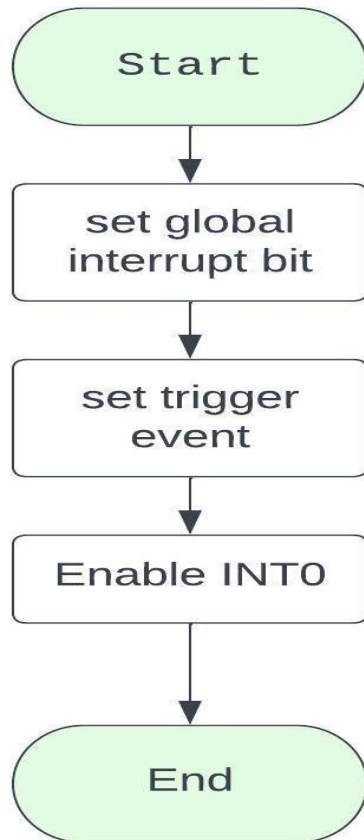 Start
set global
interrupt bit
set trigger
event
Enable INT0
End